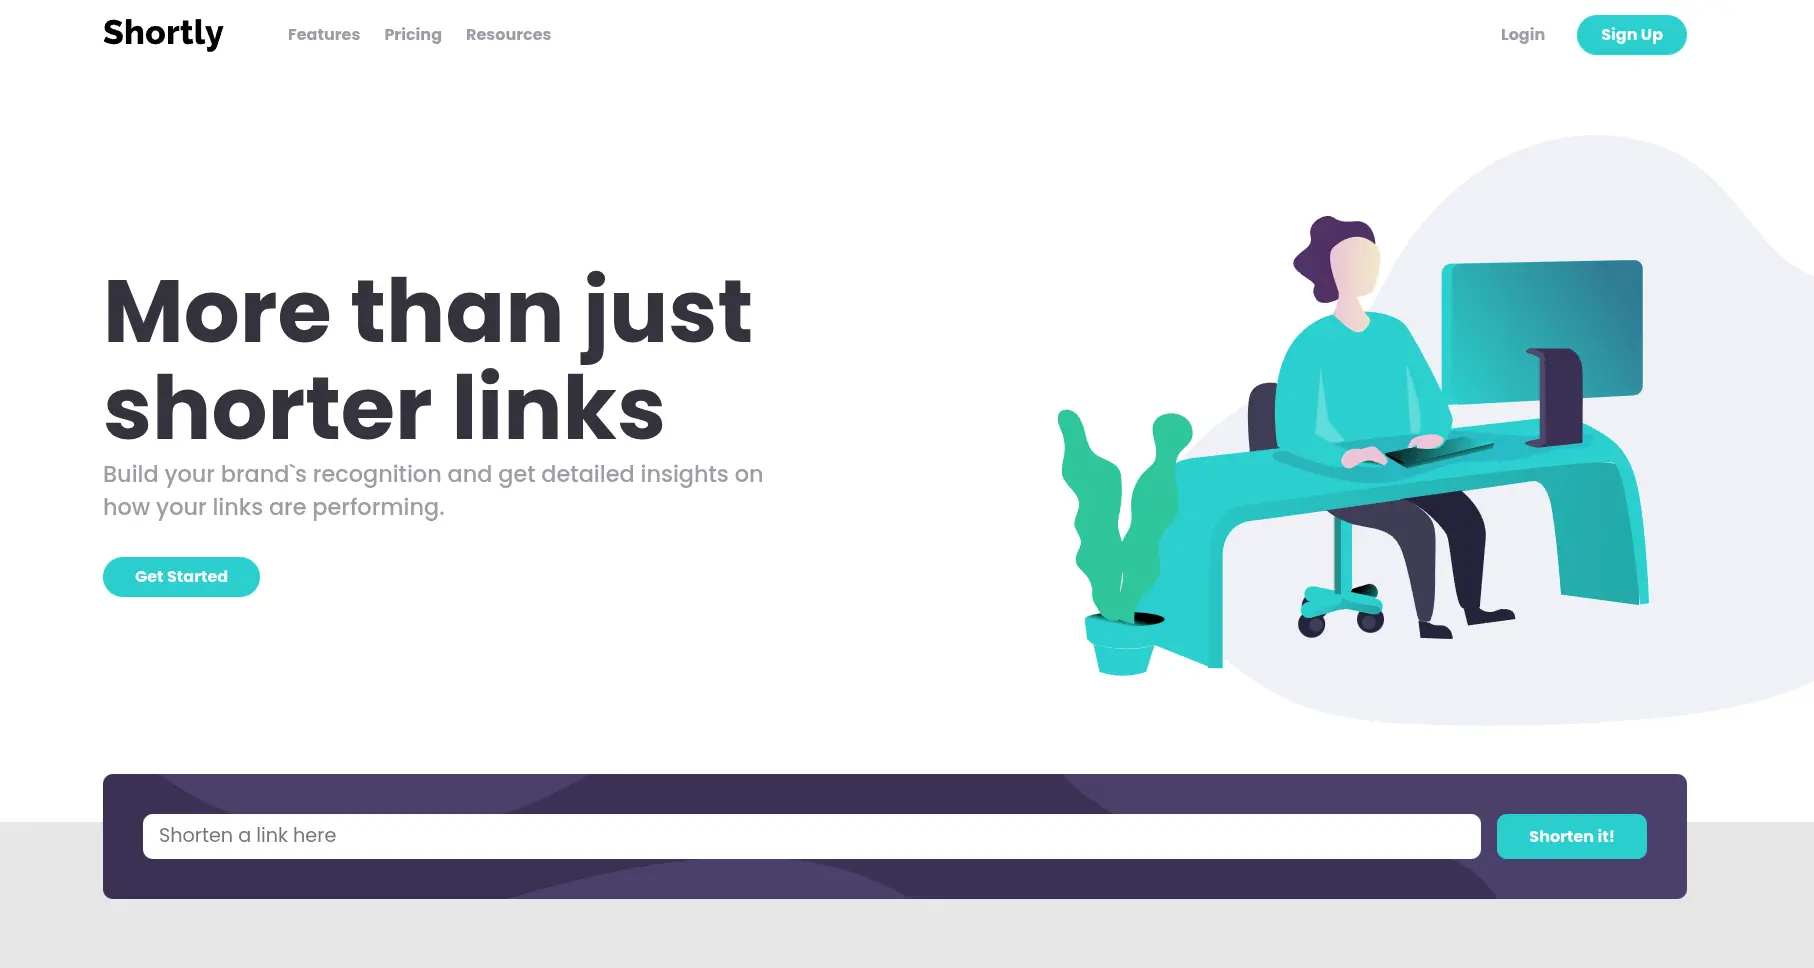 Shortly
Features Pricing Resources
Login Sign Up
More than just
shorter links
Build your brand`s recognition and get detailed insights on
how your links are performing.
Get Started
Shorten a link here
Shorten it!